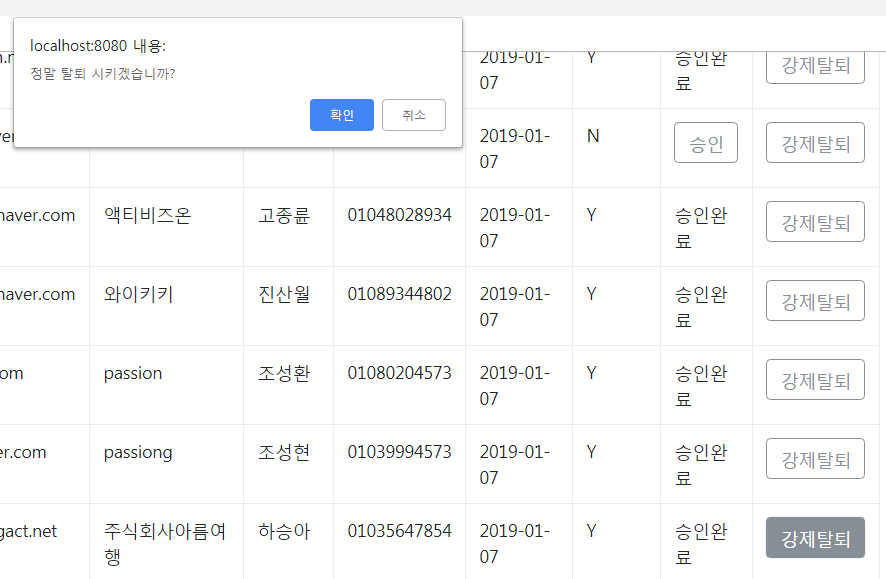 localhost:8080 내용:
정말 탈퇴 시키겠습니까?
확인 취소
2019-01- Y 승인완 강제탈퇴
07 료
2019-01- N 승인 강제탈퇴
07
naver.com 액티비즈온 고종륜 01048028934 2019-01- Y 승인완 강제탈퇴
07 료
naver.com 와이키키 진산월 01089344802 2019-01- Y 승인완 강제탈퇴
07 료
om passion 조성환 01080204573 2019-01- Y 승인완 강제탈퇴
07 료
er.com passiong 조성현 01039994573 2019-01- Y 승인완 강제탈퇴
07 료
gact.net 주식회사아름여 하승아 01035647854 2019-01- Y 승인완 강제탈퇴
행 07 료